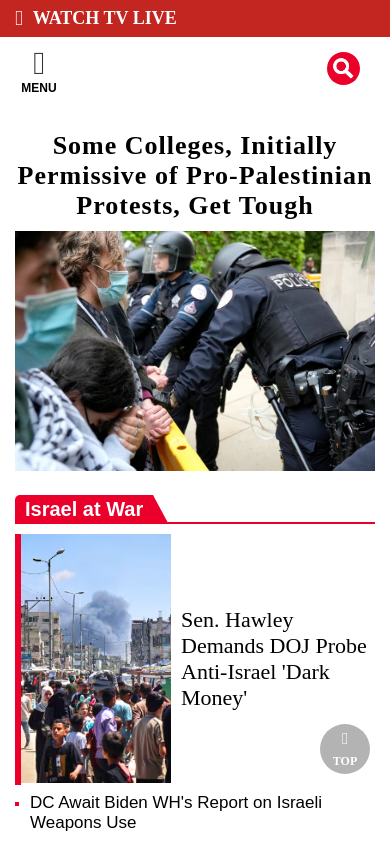 WATCH TV LIVE
MENU
Some Colleges, Initially
Permissive of Pro-Palestinian
Protests, Get Tough
POLICE
Israel at War
Sen. Hawley
Demands DOJ Probe
Anti-Israel 'Dark
Money'
TOP
DC Await Biden WH's Report on Israeli
Weapons Use